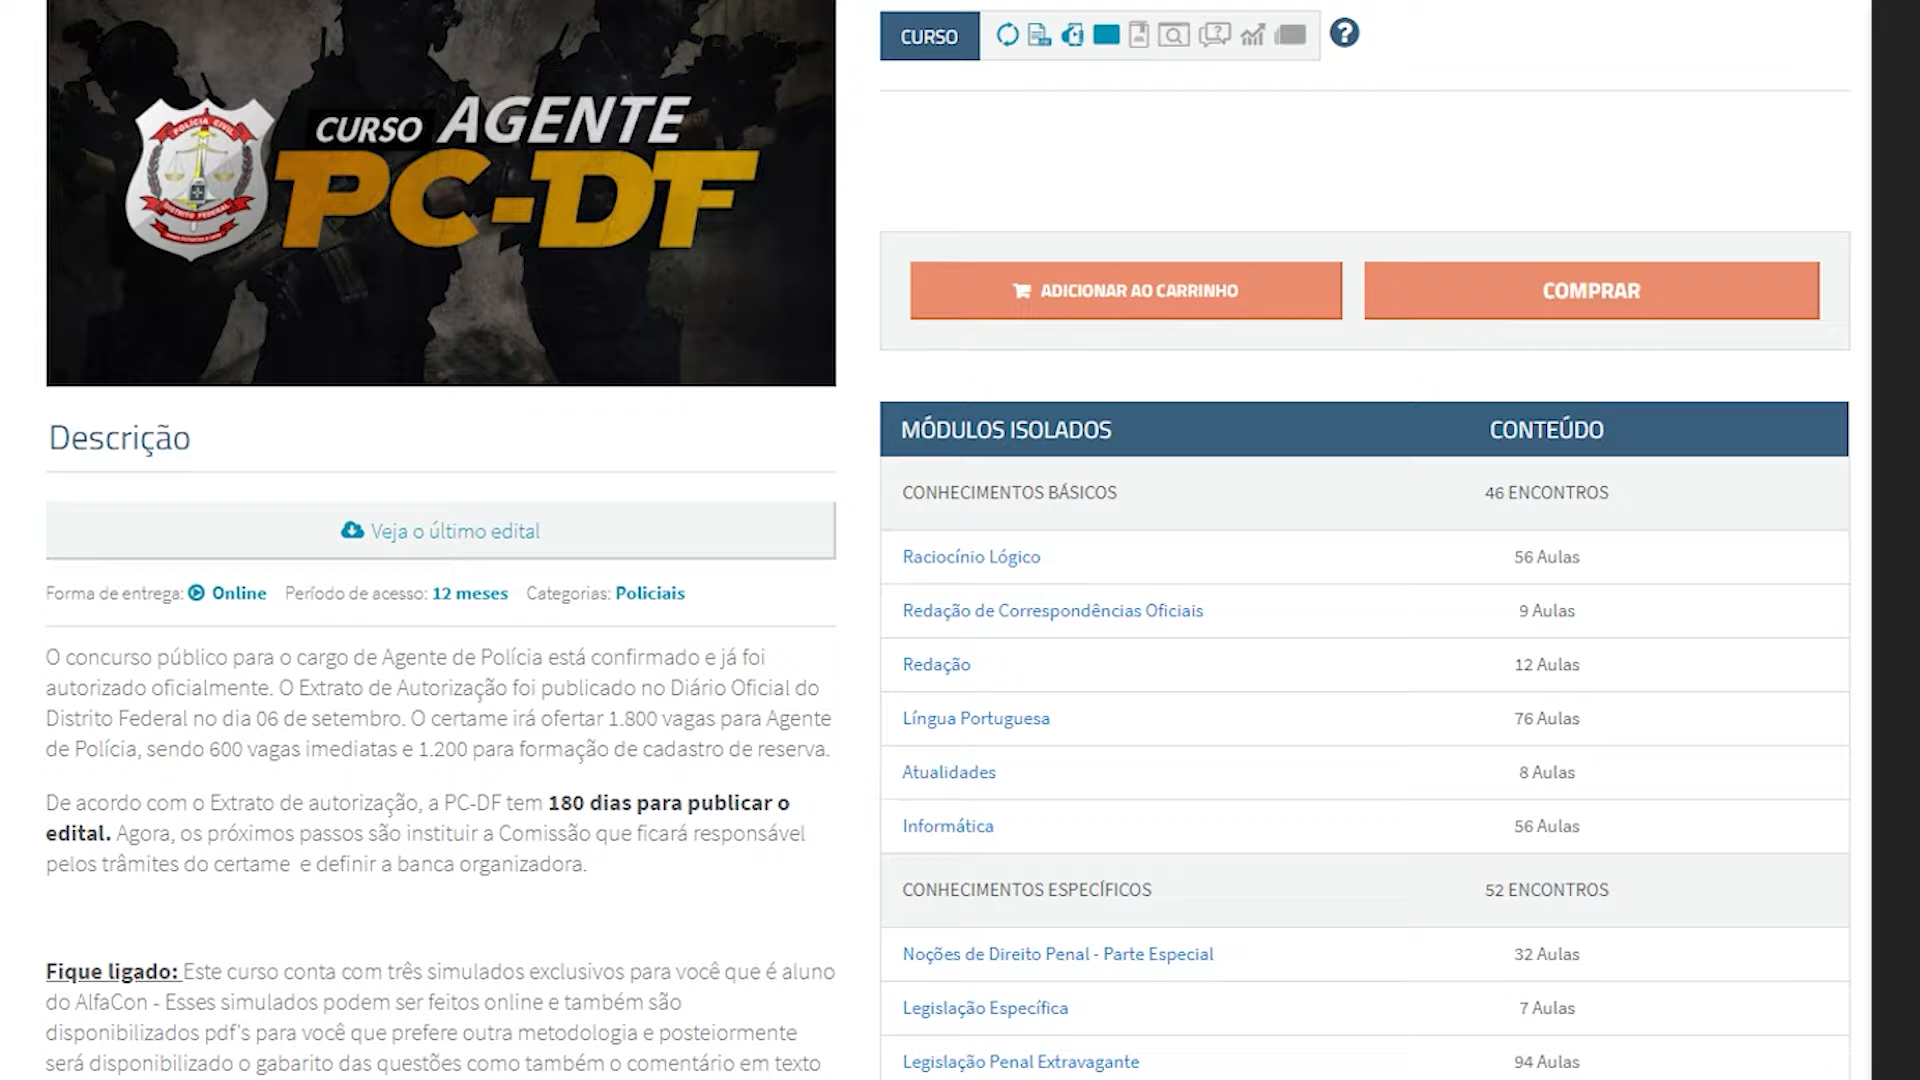 POLÍCIA CIVIL
DISTRITO FEDERAL
CURSO AGENTE
PC-DF
Descrição
Veja o último edital
Forma de entrega: Online Período de acesso: 12 meses Categorias: Policiais
O concurso público para o cargo de Agente de Polícia está confirmado e já foi
autorizado oficialmente. O Extrato de Autorização foi publicado no Diário Oficial do
Distrito Federal no dia 06 de setembro. O certame irá ofertar 1.800 vagas para Agente
de Polícia, sendo 600 vagas imediatas e 1.200 para formação de cadastro de reserva.
De acordo com o Extrato de autorização, a PC-DF tem 180 dias para publicar o
edital. Agora, os próximos passos são instituir a Comissão que ficará responsável
pelos trâmites do certame e definir a banca organizadora.
Fique ligado: Este curso conta com três simulados exclusivos para você que é aluno
do AlfaCon - Esses simulados podem ser feitos online e também são
disponibilizados pdf's para você que prefere outra metodologia e posteiormente
será disponibilizado o gabarito das questões como também o comentário em texto
CURSO
?
ADICIONAR AO CARRINHO
COMPRAR
MÓDULOS ISOLADOS CONTEÚDO
CONHECIMENTOS BÁSICOS 46 ENCONTROS
Raciocínio Lógico 56 Aulas
Redação de Correspondências Oficiais 9 Aulas
Redação 12 Aulas
Língua Portuguesa 76 Aulas
Atualidades 8 Aulas
Informática 56 Aulas
CONHECIMENTOS ESPECÍFICOS 52 ENCONTROS
Noções de Direito Penal - Parte Especial 32 Aulas
Legislação Específica 7 Aulas
Legislação Penal Extravagante 94 Aulas